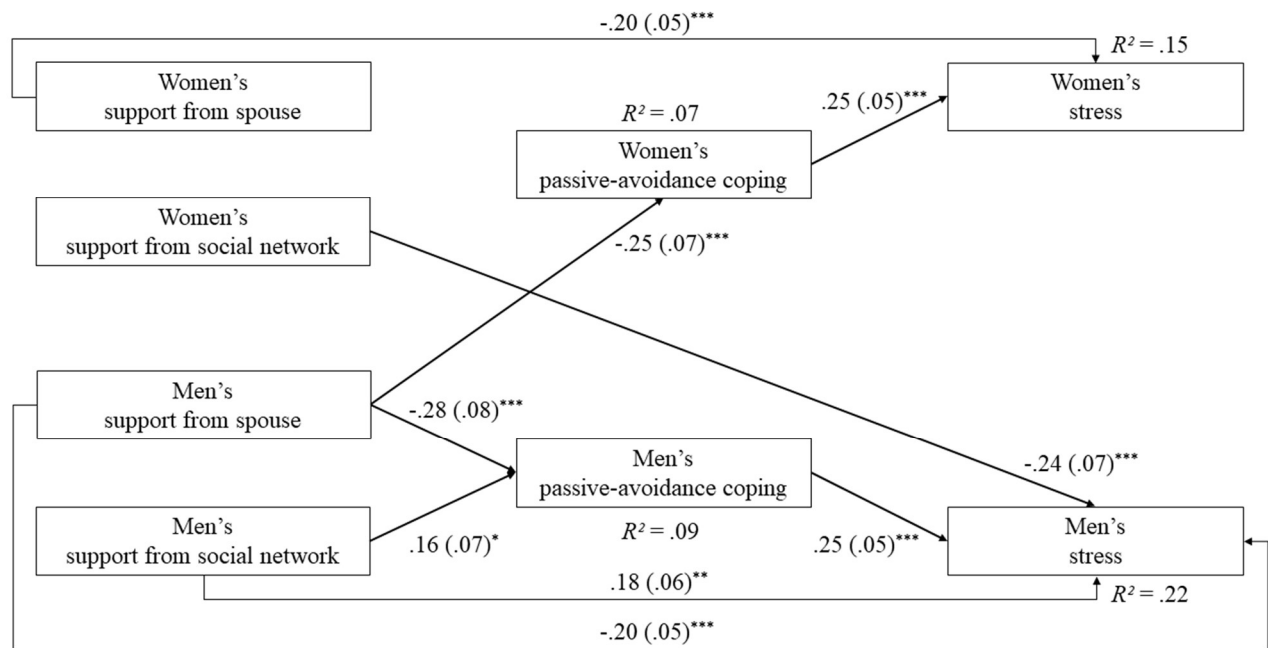 -.20 (.05)***
R² = .15
Women’s
support from spouse
Women’s
stress
.25 (.05)***
R² = .07
Women’s
passive-avoidance coping
Women’s
support from social network
-.25 (.07)***
Men’s
support from spouse
-.28 (.08)***
Men’s
passive-avoidance coping
-.24 (.07)***
Men’s
support from social network
.16 (.07)*
R² = .09
.25 (.05)***
Men’s
stress
.18 (.06)**
R² = .22
-.20 (.05)***